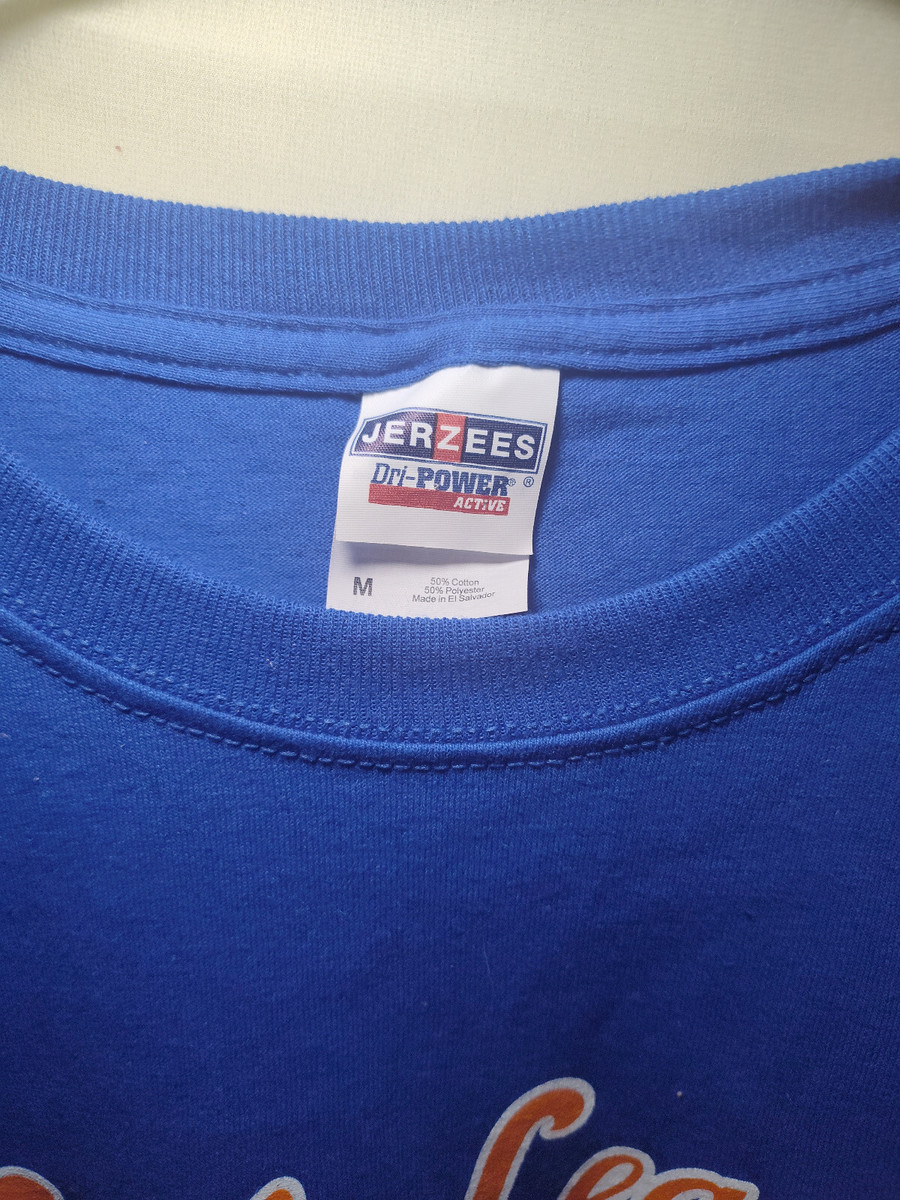 JERZEES
Dri-POWER® ®
ACTIVE
M
50% Cotton
50% Polyester
Made in El Salvador